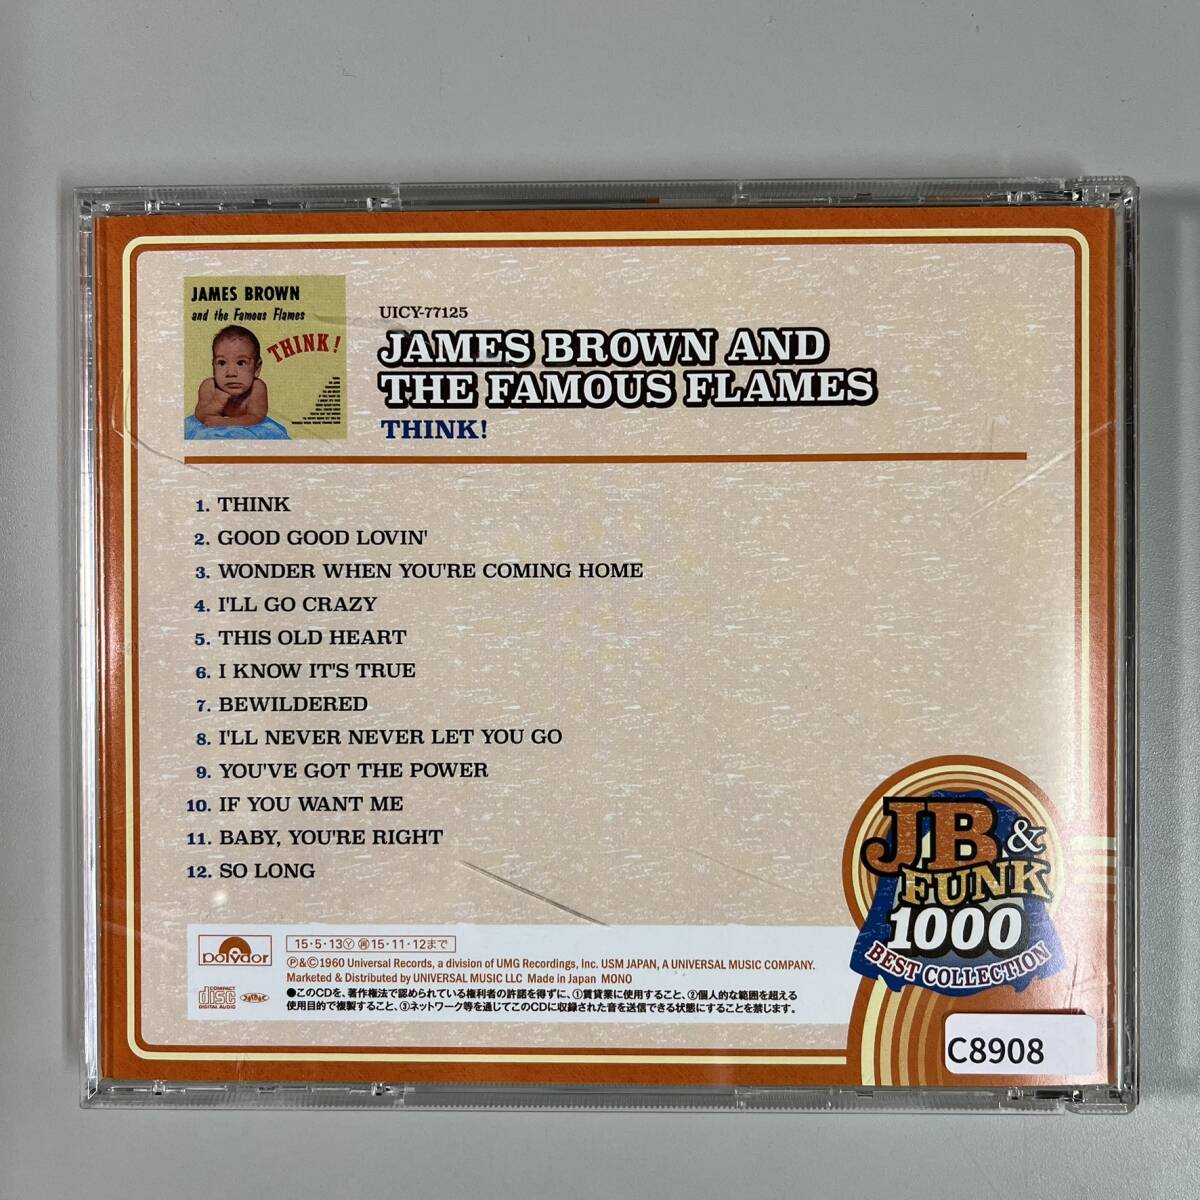 JAMES BROWN
and the Famous Flames
THINK!
UICY-77125
JAMES BROWN AND
THE FAMOUS FLAMES
THINK!
1. THINK
2. GOOD GOOD LOVIN'
3. WONDER WHEN YOU'RE COMING HOME
4. I'LL GO CRAZY
5. THIS OLD HEART
6. I KNOW IT'S TRUE
7. BEWILDERED
8. I'LL NEVER NEVER LET YOU GO
9. YOU'VE GOT THE POWER
10. IF YOU WANT ME
11. BABY, YOU'RE RIGHT
12. SO LONG
JB &
FUNK
1000
BEST COLLECTION
polydor
15・5・13Ⓨ㊢15・11・12まで
℗&©1960 Universal Records, a division of UMG Recordings, Inc. USM JAPAN, A UNIVERSAL MUSIC COMPANY.
Marketed & Distributed by UNIVERSAL MUSIC LLC Made in Japan MONO
COMPACT
disc
DIGITAL AUDIO
●このCDを、著作権法で認められている権利者の許諾を得ずに、①賃貸業に使用すること、②個人的な範囲を超える
使用目的で複製すること、③ネットワーク等を通じてこのCDに収録された音を送信できる状態にすることを禁じます。
C8908